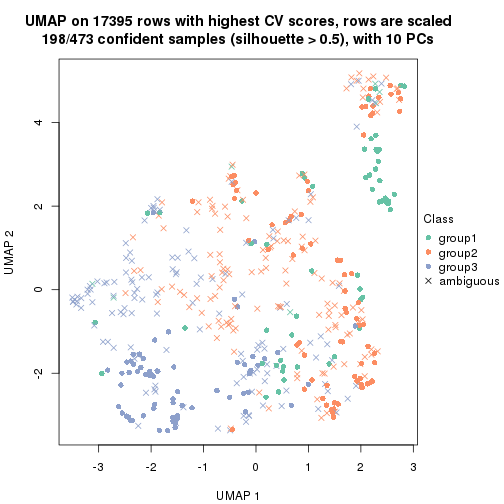 UMAP on 17395 rows with highest CV scores, rows are scaled
198/473 confident samples (silhouette > 0.5), with 10 PCs
4
2
0
-2
UMAP 2
-3
-2
-1
0
1
2
3
UMAP 1
Class
group1
group2
group3
ambiguous